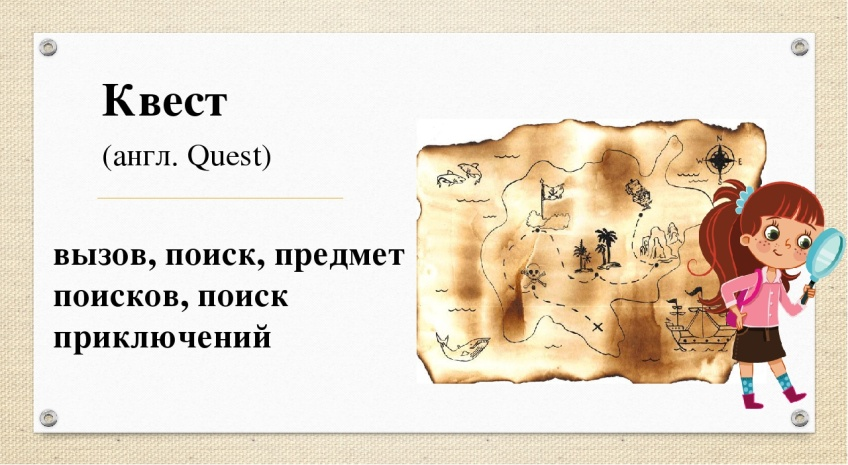 Квест
(англ. Quest)
вызов, поиск, предмет
поисков, поиск
приключений
N
W E